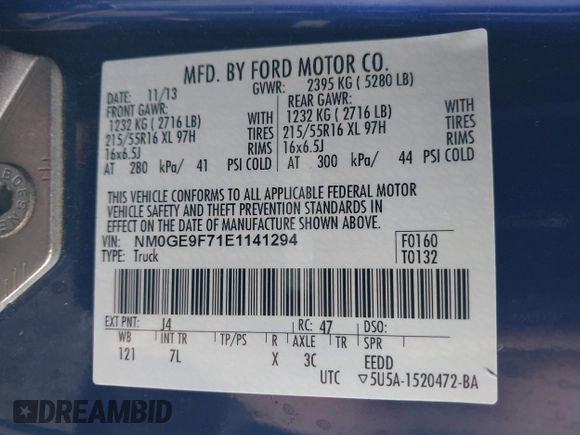 MFD. BY FORD MOTOR CO.
DATE: 11/13 GVWR: 2395 KG ( 5280 LB)
FRONT GAWR: REAR GAWR:
1232 KG ( 2716 LB) WITH 1232 KG ( 2716 LB) WITH
215/55R16 XL 97H TIRES 215/55R16 XL 97H TIRES
16x6.5J RIMS 16x6.5J RIMS
AT 280 kPa/ 41 PSI COLD AT 300 kPa/ 44 PSI COLD
THIS VEHICLE CONFORMS TO ALL APPLICABLE FEDERAL MOTOR
VEHICLE SAFETY AND THEFT PREVENTION STANDARDS IN
EFFECT ON THE DATE OF MANUFACTURE SHOWN ABOVE.
VIN: NM0GE9F71E1141294 F0160
TYPE: Truck T0132
EXT PNT: J4 RC: 47 DSO:
WB INT TR TP/PS R AXLE TR SPR
121 7L X 3C EEDD
UTC ▽5U5A-1520472-BA
DREAMBID